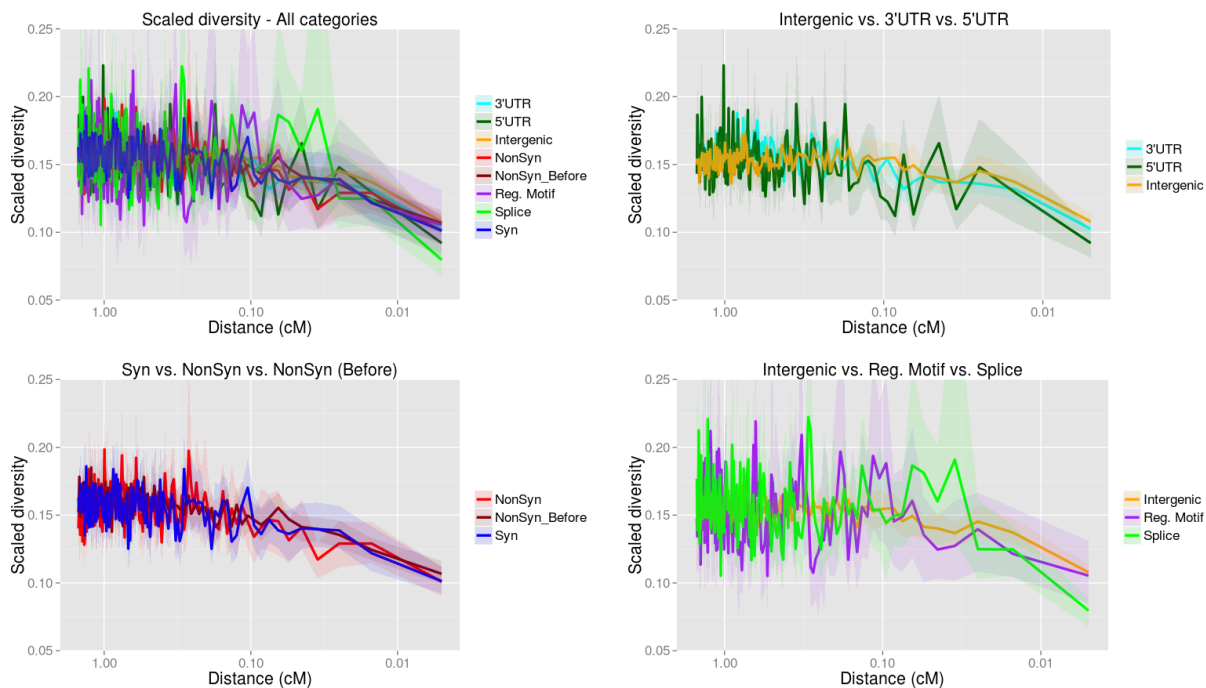 Scaled diversity - All categories
Scaled diversity
0.25
0.20
0.15
0.10
0.05
1.00
0.10
0.01
Distance (cM)
3'UTR
5'UTR
Intergenic
NonSyn
NonSyn_Before
Reg. Motif
Splice
Syn
Intergenic vs. 3'UTR vs. 5'UTR
Scaled diversity
0.25
0.20
0.15
0.10
0.05
1.00
0.10
0.01
Distance (cM)
3'UTR
5'UTR
Intergenic
Syn vs. NonSyn vs. NonSyn (Before)
Scaled diversity
0.25
0.20
0.15
0.10
0.05
1.00
0.10
0.01
Distance (cM)
NonSyn
NonSyn_Before
Syn
Intergenic vs. Reg. Motif vs. Splice
Scaled diversity
0.25
0.20
0.15
0.10
0.05
1.00
0.10
0.01
Distance (cM)
Intergenic
Reg. Motif
Splice